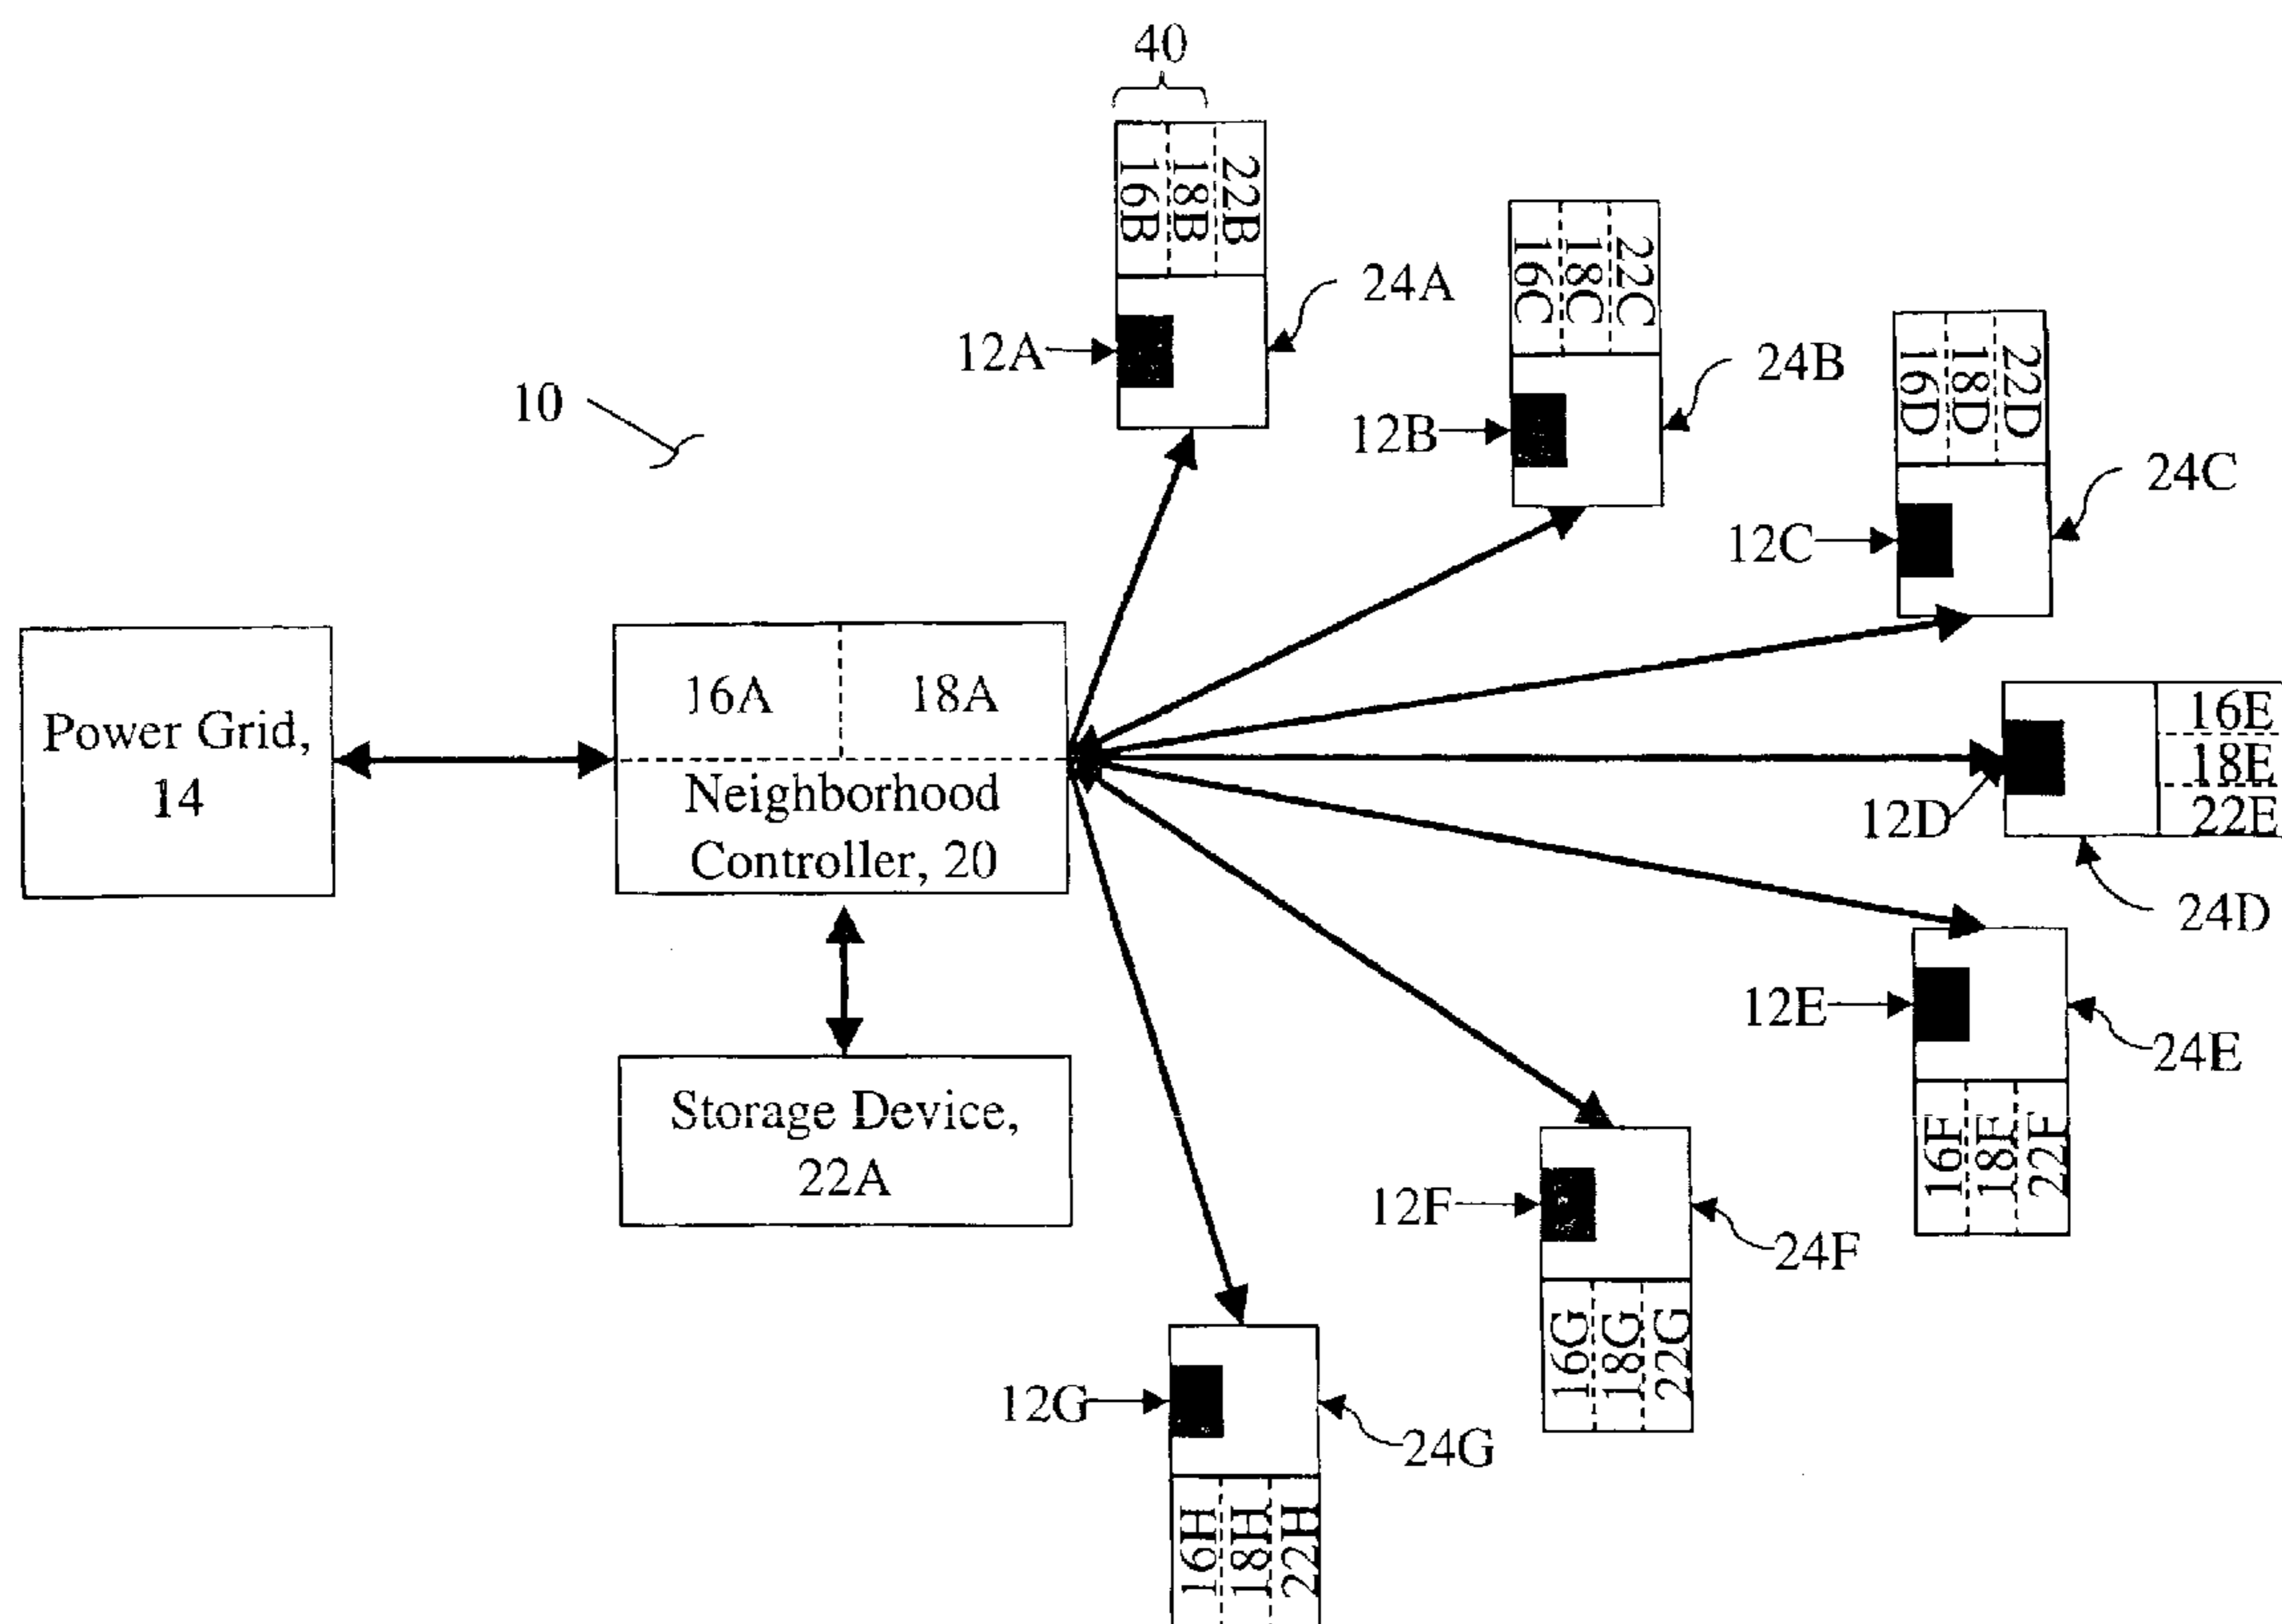 40
16B
18B
22B
24A
12A
16C
18C
22C
24B
12B
16D
18D
22D
24C
12C
10
Power Grid,
14
16A
18A
Neighborhood
Controller, 20
16E
18E
22E
12D
24D
Storage Device,
22A
12E
24E
16F
18F
22F
12F
24F
16G
18G
22G
12G
24G
16H
18H
22H